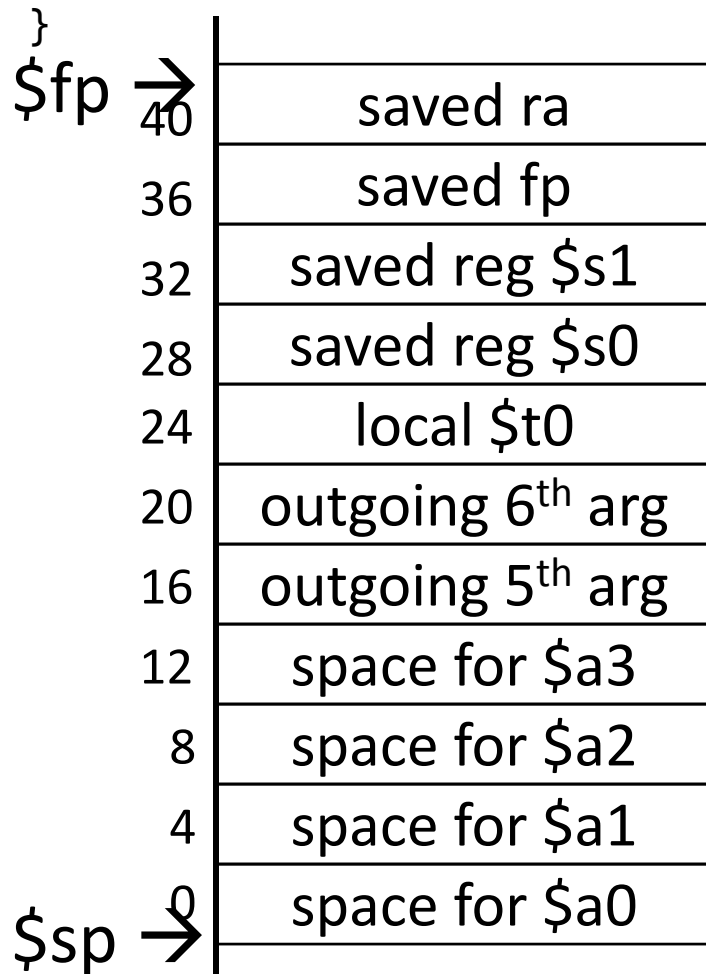 }
$fp →
40 saved ra
36 saved fp
32 saved reg $s1
28 saved reg $s0
24 local $t0
20 outgoing 6th arg
16 outgoing 5th arg
12 space for $a3
8 space for $a2
4 space for $a1
0 space for $a0
$sp →